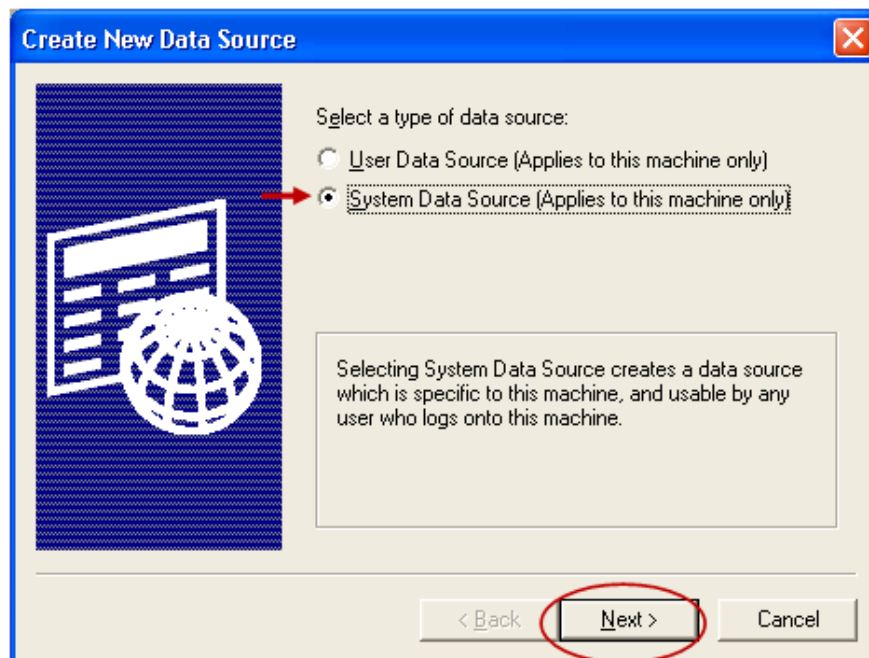 Create New Data Source
Select a type of data source:
User Data Source (Applies to this machine only)
System Data Source (Applies to this machine only)
Selecting System Data Source creates a data source
which is specific to this machine, and usable by any
user who logs onto this machine.
< Back
Next >
Cancel